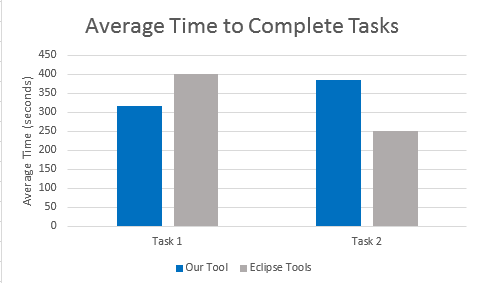 Average Time to Complete Tasks
Average Time (seconds)
450
400
350
300
250
200
150
100
50
0
Task 1 Task 2
Our Tool Eclipse Tools